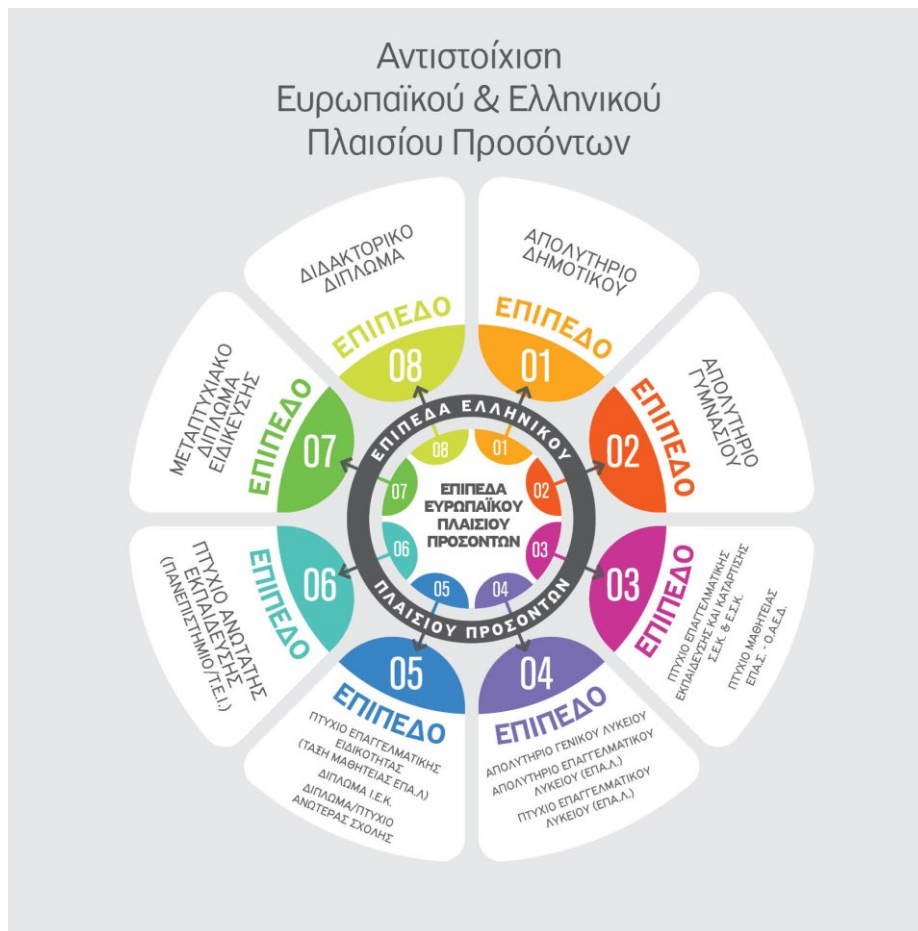 Αντιστοίχιση
Ευρωπαϊκού & Ελληνικού
Πλαισίου Προσόντων
ΑΠΟΛΥΤΗΡΙΟ
ΔΗΜΟΤΙΚΟΥ
ΕΠΙΠΕΔΟ
01
ΑΠΟΛΥΤΗΡΙΟ
ΓΥΜΝΑΣΙΟΥ
ΕΠΙΠΕΔΟ
02
ΕΠΙΠΕΔΟ
03
ΠΤΥΧΙΟ ΕΠΑΓΓΕΛΜΑΤΙΚΗΣ
ΕΚΠΑΙΔΕΥΣΗΣ ΚΑΙ ΚΑΤΑΡΤΙΣΗΣ
Σ.Ε.Κ. & Ε.Σ.Κ.
ΠΤΥΧΙΟ ΜΑΘΗΤΕΙΑΣ
ΕΠΑ.Σ. - Ο.Α.Ε.Δ.
04
ΕΠΙΠΕΔΟ
ΑΠΟΛΥΤΗΡΙΟ ΓΕΝΙΚΟΥ ΛΥΚΕΙΟΥ
ΑΠΟΛΥΤΗΡΙΟ ΕΠΑΓΓΕΛΜΑΤΙΚΟΥ
ΛΥΚΕΙΟΥ (ΕΠΑ.Λ.)
ΠΤΥΧΙΟ ΕΠΑΓΓΕΛΜΑΤΙΚΟΥ
ΛΥΚΕΙΟΥ (ΕΠΑ.Λ.)
05
ΕΠΙΠΕΔΟ
ΠΤΥΧΙΟ ΕΠΑΓΓΕΛΜΑΤΙΚΗΣ
ΕΙΔΙΚΟΤΗΤΑΣ
(ΤΑΞΗ ΜΑΘΗΤΕΙΑΣ ΕΠΑ.Λ)
ΔΙΠΛΩΜΑ Ι.Ε.Κ.
ΔΙΠΛΩΜΑ/ΠΤΥΧΙΟ
ΑΝΩΤΕΡΑΣ ΣΧΟΛΗΣ
06
ΕΠΙΠΕΔΟ
ΠΤΥΧΙΟ ΑΝΩΤΑΤΗΣ
ΕΚΠΑΙΔΕΥΣΗΣ
(ΠΑΝΕΠΙΣΤΗΜΙΟ/Τ.Ε.Ι.)
ΜΕΤΑΠΤΥΧΙΑΚΟ
ΔΙΠΛΩΜΑ
ΕΙΔΙΚΕΥΣΗΣ
ΕΠΙΠΕΔΟ
07
ΔΙΔΑΚΤΟΡΙΚΟ
ΔΙΠΛΩΜΑ
ΕΠΙΠΕΔΟ
08
ΕΠΙΠΕΔΑ ΕΛΛΗΝΙΚΟΥ
ΠΛΑΙΣΙΟΥ ΠΡΟΣΟΝΤΩΝ
01
02
03
04
05
06
07
08
ΕΠΙΠΕΔΑ
ΕΥΡΩΠΑΪΚΟΥ
ΠΛΑΙΣΙΟΥ
ΠΡΟΣΟΝΤΩΝ